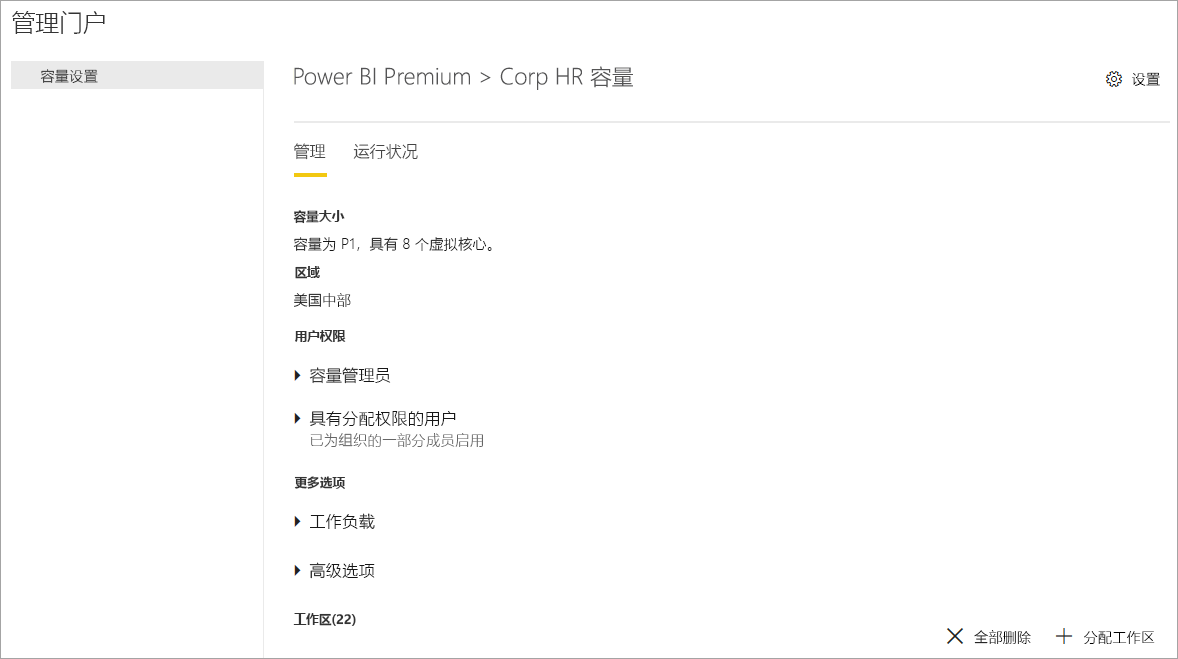 管理门户
容量设置
Power BI Premium > Corp HR 容量
设置
管理
运行状况
容量大小
容量为 P1，具有 8 个虚拟核心。
区域
美国中部
用户权限
容量管理员
具有分配权限的用户
已为组织的一部分成员启用
更多选项
工作负载
高级选项
工作区(22)
全部删除
分配工作区